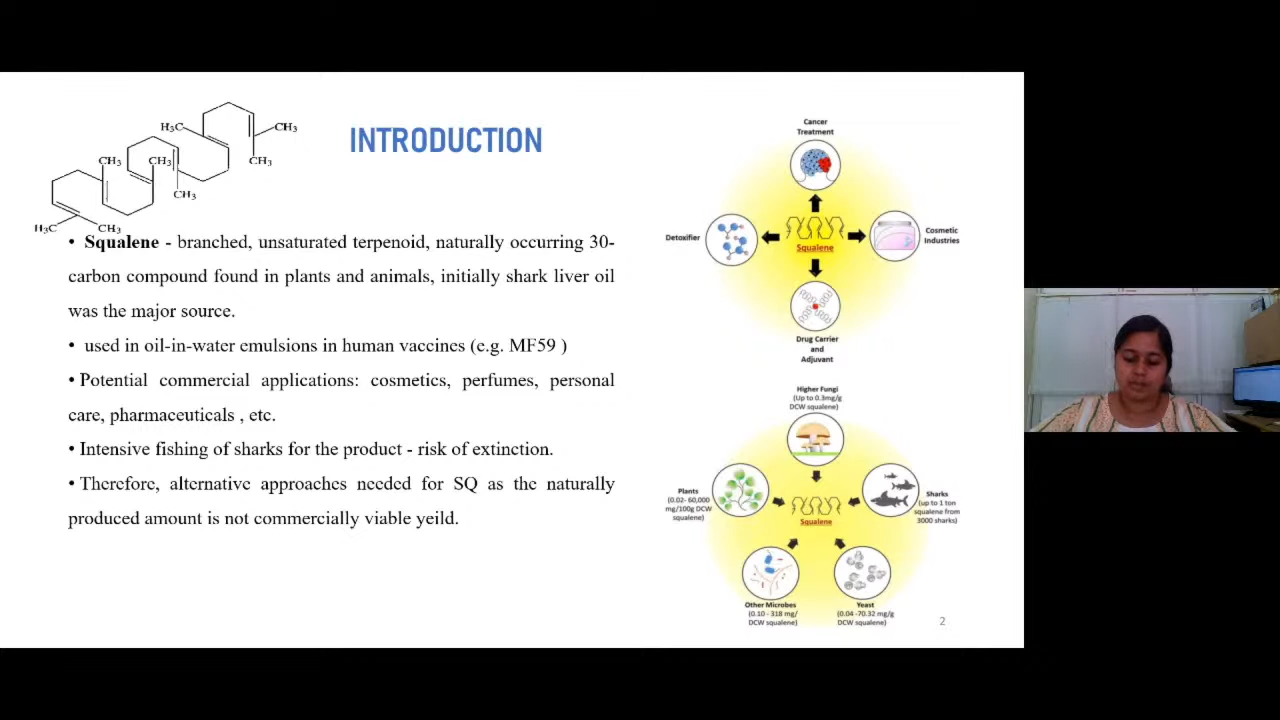 H₃C
CH₃
CH₃
CH₃
CH₃
CH₃
H₃C
CH₃
INTRODUCTION
• Squalene - branched, unsaturated terpenoid, naturally occurring 30-
carbon compound found in plants and animals, initially shark liver oil
was the major source.
• used in oil-in-water emulsions in human vaccines (e.g. MF59 )
• Potential commercial applications: cosmetics, perfumes, personal
care, pharmaceuticals , etc.
• Intensive fishing of sharks for the product - risk of extinction.
• Therefore, alternative approaches needed for SQ as the naturally
produced amount is not commercially viable yeild.
Cancer
Treatment
Detoxifier
Squalene
Cosmetic
Industries
Drug Carrier
and
Adjuvant
Higher Fungi
(Up to 0.3mg/g
DCW squalene)
Plants
(0.02- 60,000
mg/100g DCW
squalene)
Squalene
Sharks
(up to 1 ton
squalene from
3000 sharks)
Other Microbes
(0.10 - 318 mg/
DCW squalene)
Yeast
(0.04 -70.32 mg/g
DCW squalene)
2